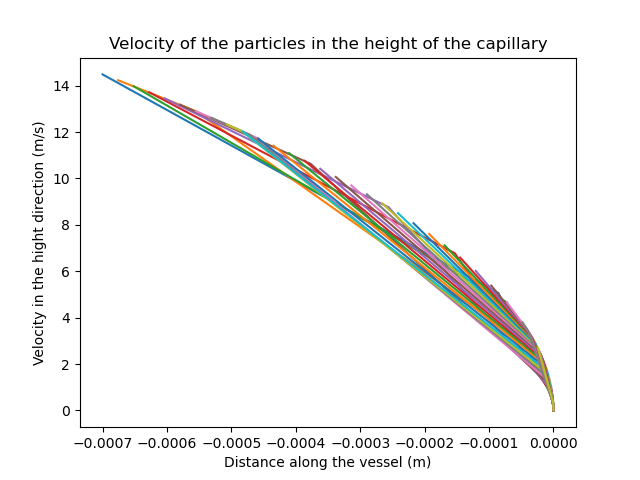 Velocity of the particles in the height of the capillary
Velocity in the hight direction (m/s)
14
12
10
8
6
4
2
0
−0.0007 −0.0006 −0.0005 −0.0004 −0.0003 −0.0002 −0.0001 0.0000
Distance along the vessel (m)